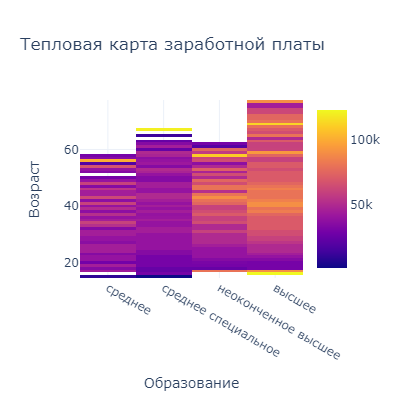 Тепловая карта заработной платы
100k
50k
60
40
20
Возраст
среднее
среднее специальное
неоконченное высшее
высшее
Образование